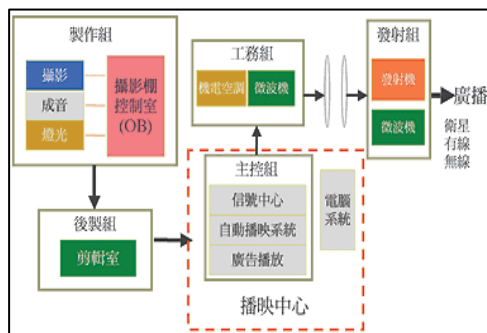 製作組
攝影
成音
燈光
攝影棚
控制室
(OB)
後製組
剪輯室
工務組
機電空調
微波機
主控組
信號中心
自動播映系統
廣告播放
電腦
系統
播映中心
發射組
發射機
微波機
廣播
衛星
有線
無線